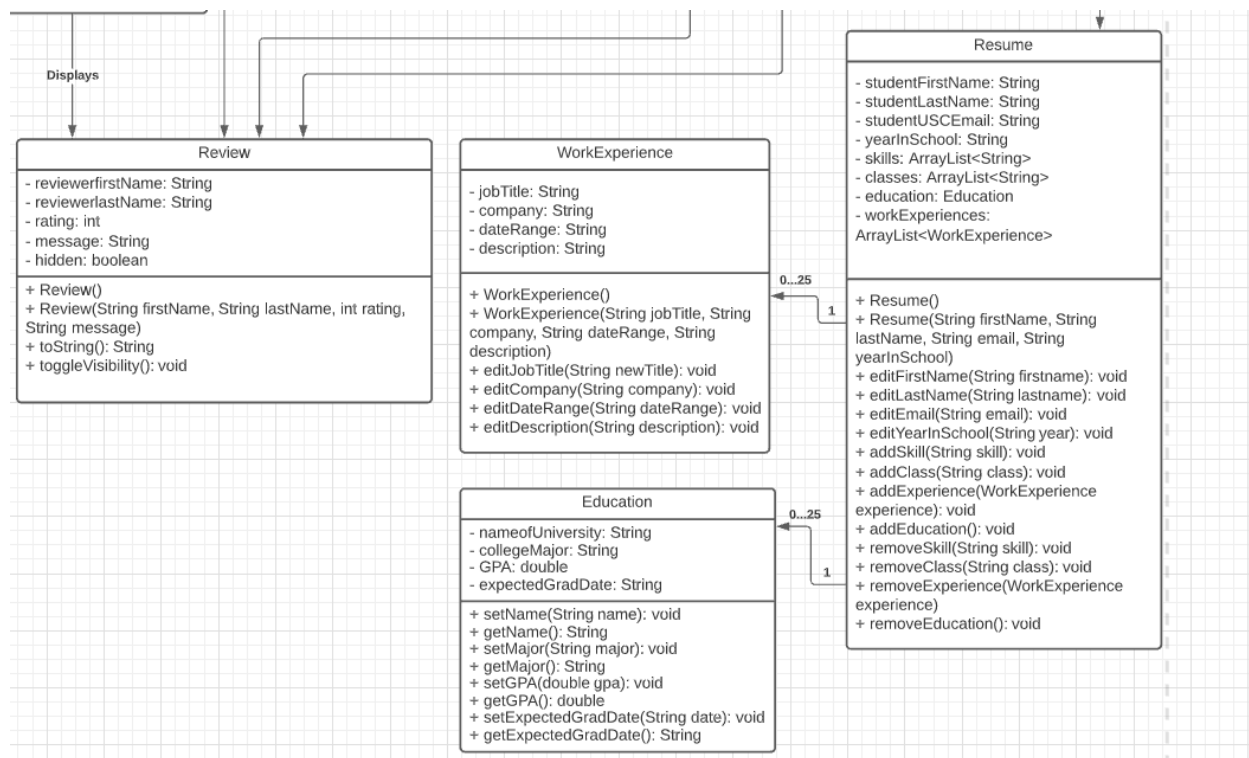 Displays
Review
- reviewerfirstName: String
- reviewerlastName: String
- rating: int
- message: String
- hidden: boolean
+ Review()
+ Review(String firstName, String lastName, int rating,
String message)
+ toString(): String
+ toggleVisibility(): void
WorkExperience
- jobTitle: String
- company: String
- dateRange: String
- description: String
+ WorkExperience()
+ WorkExperience(String jobTitle, String
company, String dateRange, String
description)
+ editJobTitle(String newTitle): void
+ editCompany(String company): void
+ editDateRange(String dateRange): void
+ editDescription(String description): void
0...25
1
Education
- nameofUniversity: String
- collegeMajor: String
- GPA: double
- expectedGradDate: String
+ setName(String name): void
+ getName(): String
+ setMajor(String major): void
+ getMajor(): String
+ setGPA(double gpa): void
+ getGPA(): double
+ setExpectedGradDate(String date): void
+ getExpectedGradDate(): String
0...25
1
Resume
- studentFirstName: String
- studentLastName: String
- studentUSCEmail: String
- yearInSchool: String
- skills: ArrayList<String>
- classes: ArrayList<String>
- education: Education
- workExperiences:
ArrayList<WorkExperience>
+ Resume()
+ Resume(String firstName, String
lastName, String email, String
yearInSchool)
+ editFirstName(String firstname): void
+ editLastName(String lastname): void
+ editEmail(String email): void
+ editYearInSchool(String year): void
+ addSkill(String skill): void
+ addClass(String class): void
+ addExperience(WorkExperience
experience): void
+ addEducation(): void
+ removeSkill(String skill): void
+ removeClass(String class): void
+ removeExperience(WorkExperience
experience)
+ removeEducation(): void